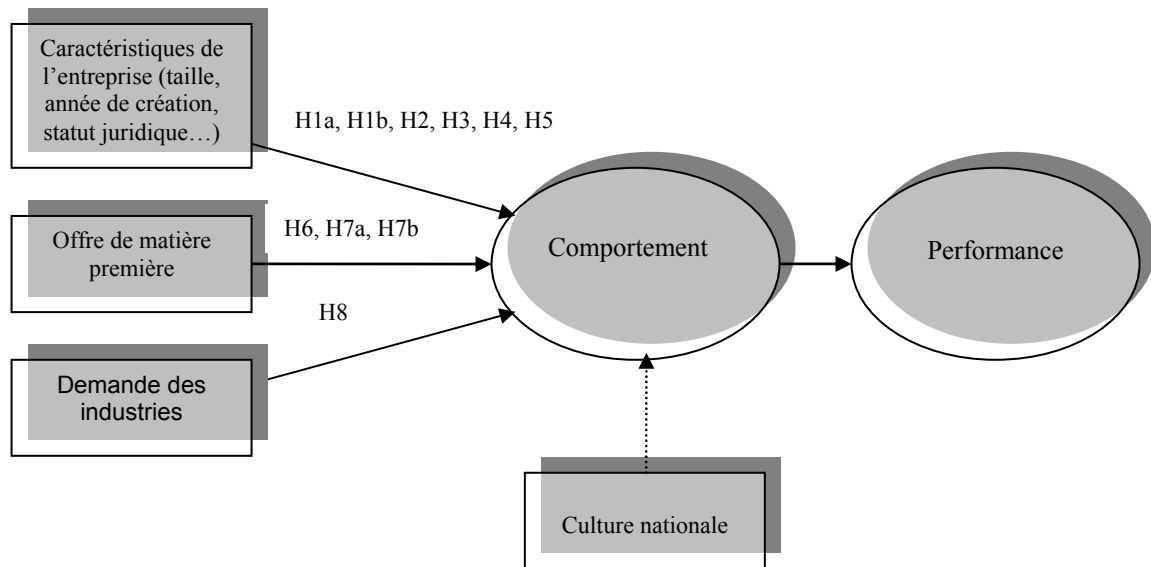 Caractéristiques de
l’entreprise (taille,
année de création,
statut juridique…)
H1a, H1b, H2, H3, H4, H5
Offre de matière
première
H6, H7a, H7b
Comportement
Performance
H8
Demande des
industries
Culture nationale